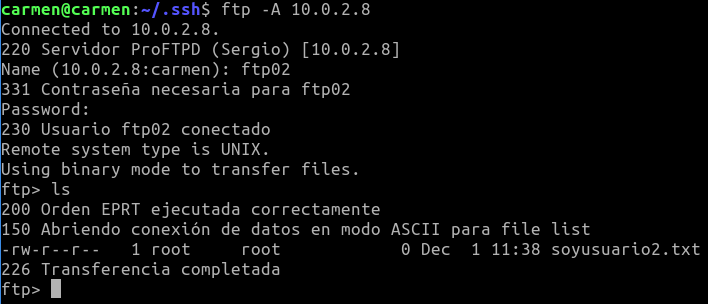 carmen@carmen:~/.ssh$ ftp -A 10.0.2.8
Connected to 10.0.2.8.
220 Servidor ProFTPD (Sergio) [10.0.2.8]
Name (10.0.2.8:carmen): ftp02
331 Contraseña necesaria para ftp02
Password:
230 Usuario ftp02 conectado
Remote system type is UNIX.
Using binary mode to transfer files.
ftp> ls
200 Orden EPRT ejecutada correctamente
150 Abriendo conexión de datos en modo ASCII para file list
-rw-r--r--   1 root     root            0 Dec  1 11:38 soyusuario2.txt
226 Transferencia completada
ftp>